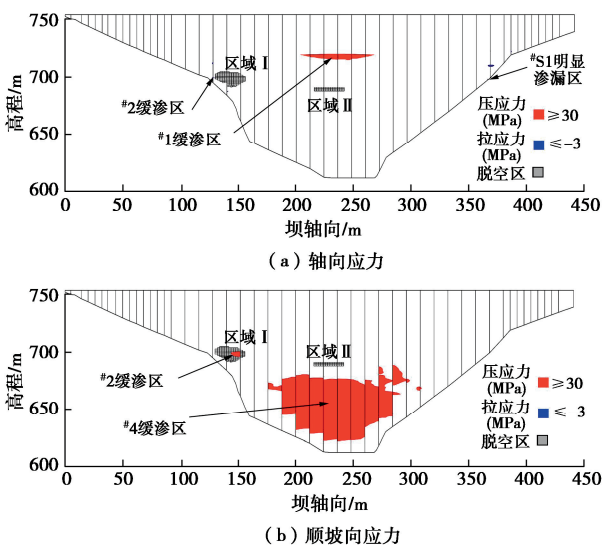 750
700
650
600
高程/m
0
50
100
150
200
250
300
350
400
450
坝轴向/m
区域Ⅰ
区域Ⅱ
#2缓渗区
#1缓渗区
#S1明显
渗漏区
压应力
(MPa)
≥30
拉应力
(MPa)
≤-3
脱空区
(a)轴向应力
750
700
650
600
高程/m
0
50
100
150
200
250
300
350
400
450
坝轴向/m
区域Ⅰ
区域Ⅱ
#2缓渗区
#4缓渗区
压应力
(MPa)
≥30
拉应力
(MPa)
≤ 3
脱空区
(b)顺坡向应力